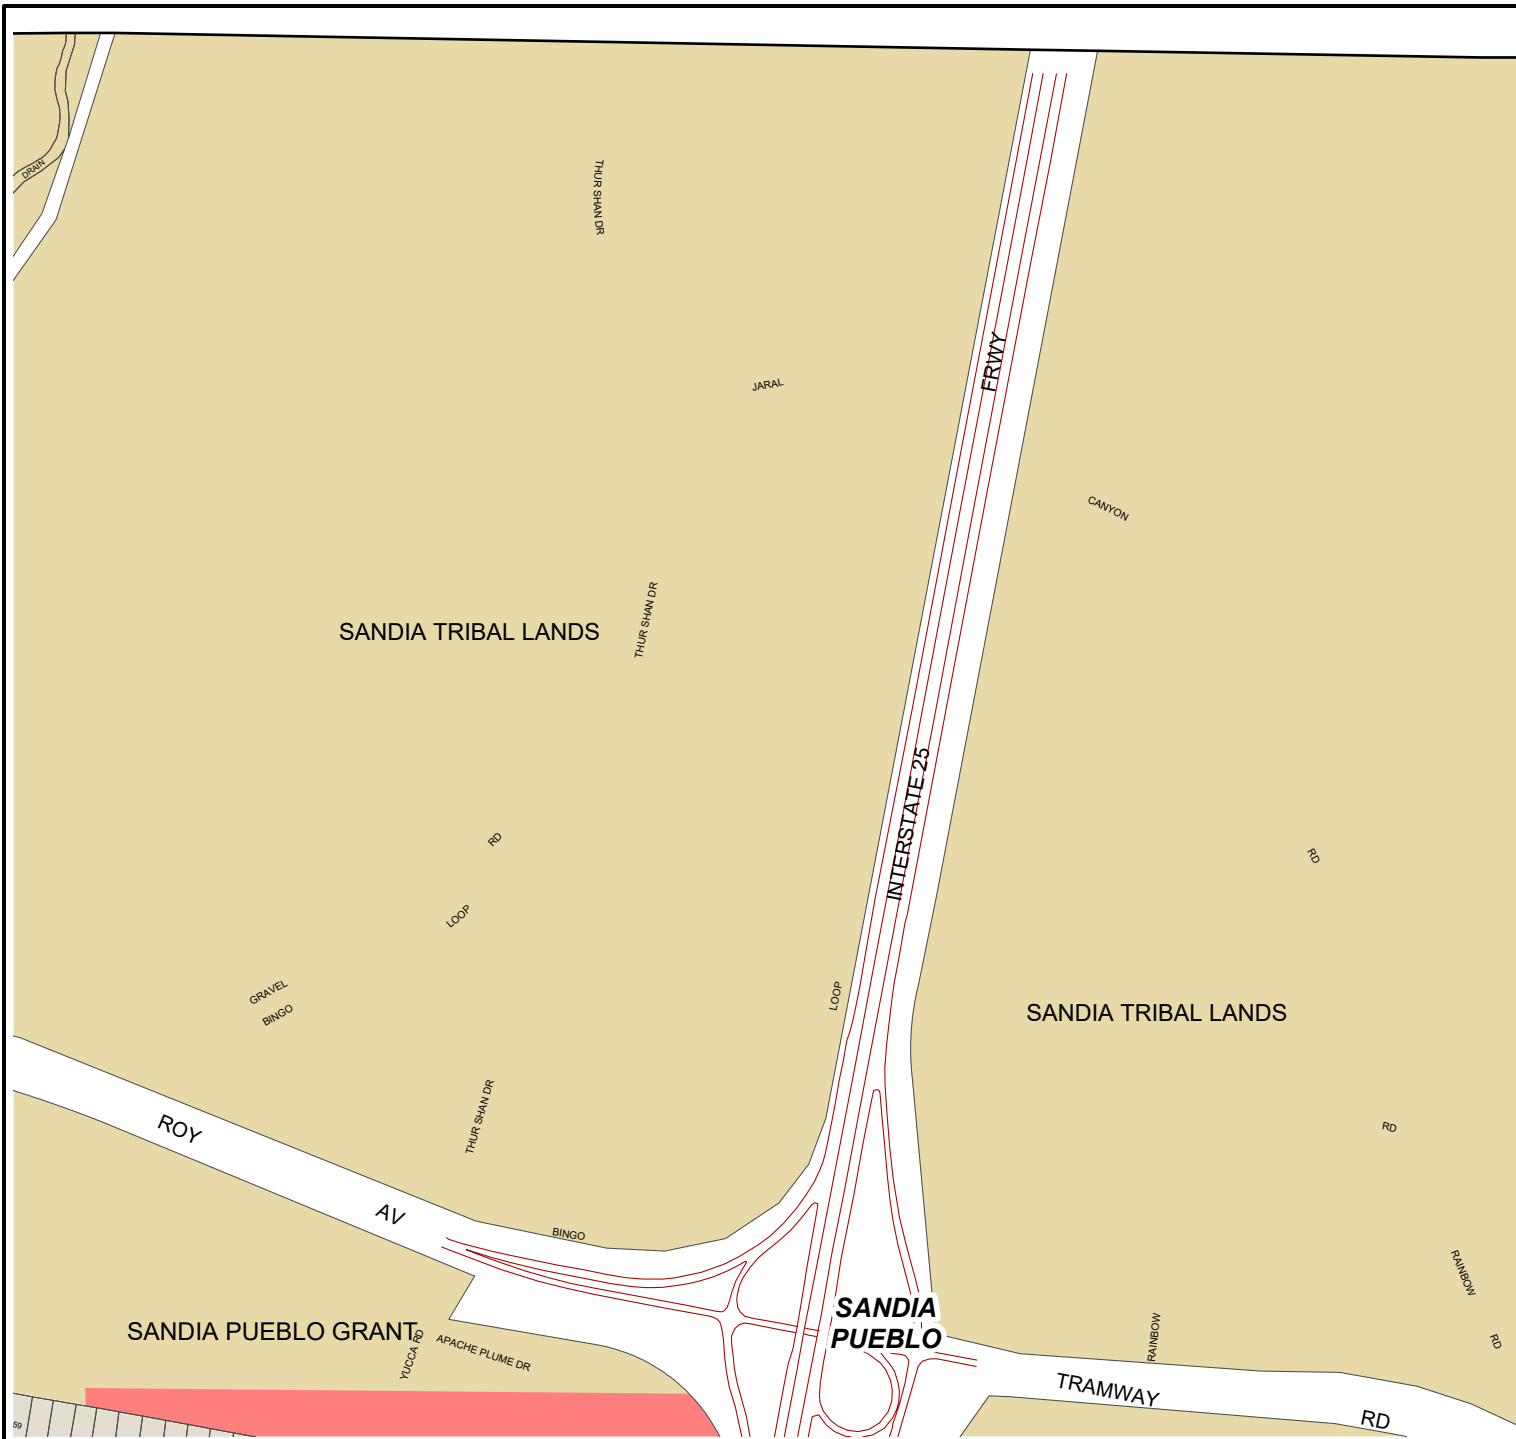 DRAIN
THUR SHAN DR
FRWY
JARAL
CANYON
THUR SHAN DR
SANDIA TRIBAL LANDS
INTERSTATE 25
RD
RD
LOOP
GRAVEL
BINGO
LOOP
SANDIA TRIBAL LANDS
THUR SHAN DR
ROY
RD
AV
BINGO
RAINBOW
SANDIA
PUEBLO
SANDIA PUEBLO GRANT
YUCCA RD
APACHE PLUME DR
RAINBOW
RD
TRAMWAY
RD
59